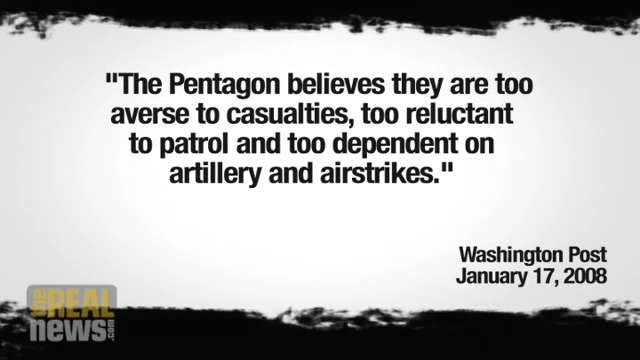 "The Pentagon believes they are too
averse to casualties, too reluctant
to patrol and too dependent on
artillery and airstrikes."
Washington Post
January 17, 2008
the REAL
news.com